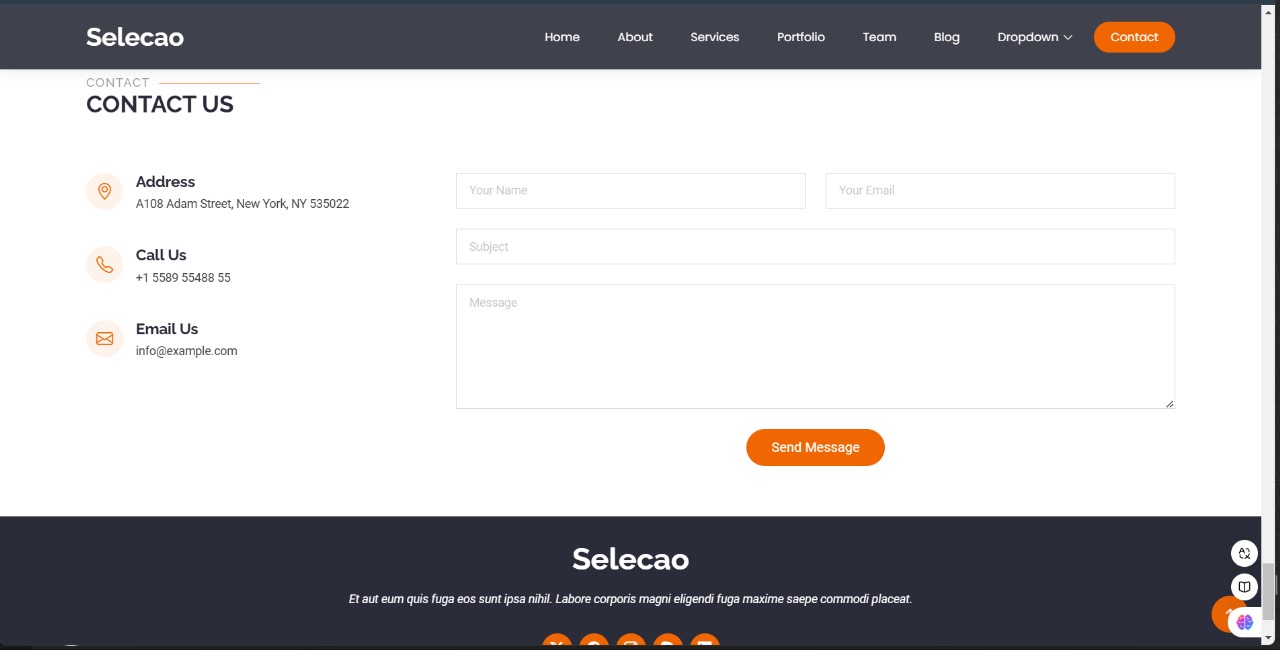 Selecao
Home About Services Portfolio Team Blog Dropdown Contact
CONTACT
CONTACT US
Address
A108 Adam Street, New York, NY 535022
Call Us
+1 5589 55488 55
Email Us
info@example.com
Your Name Your Email
Subject
Message
Send Message
Selecao
Et aut eum quis fuga eos sunt ipsa nihil. Labore corporis magni eligendi fuga maxime saepe commodi placeat.